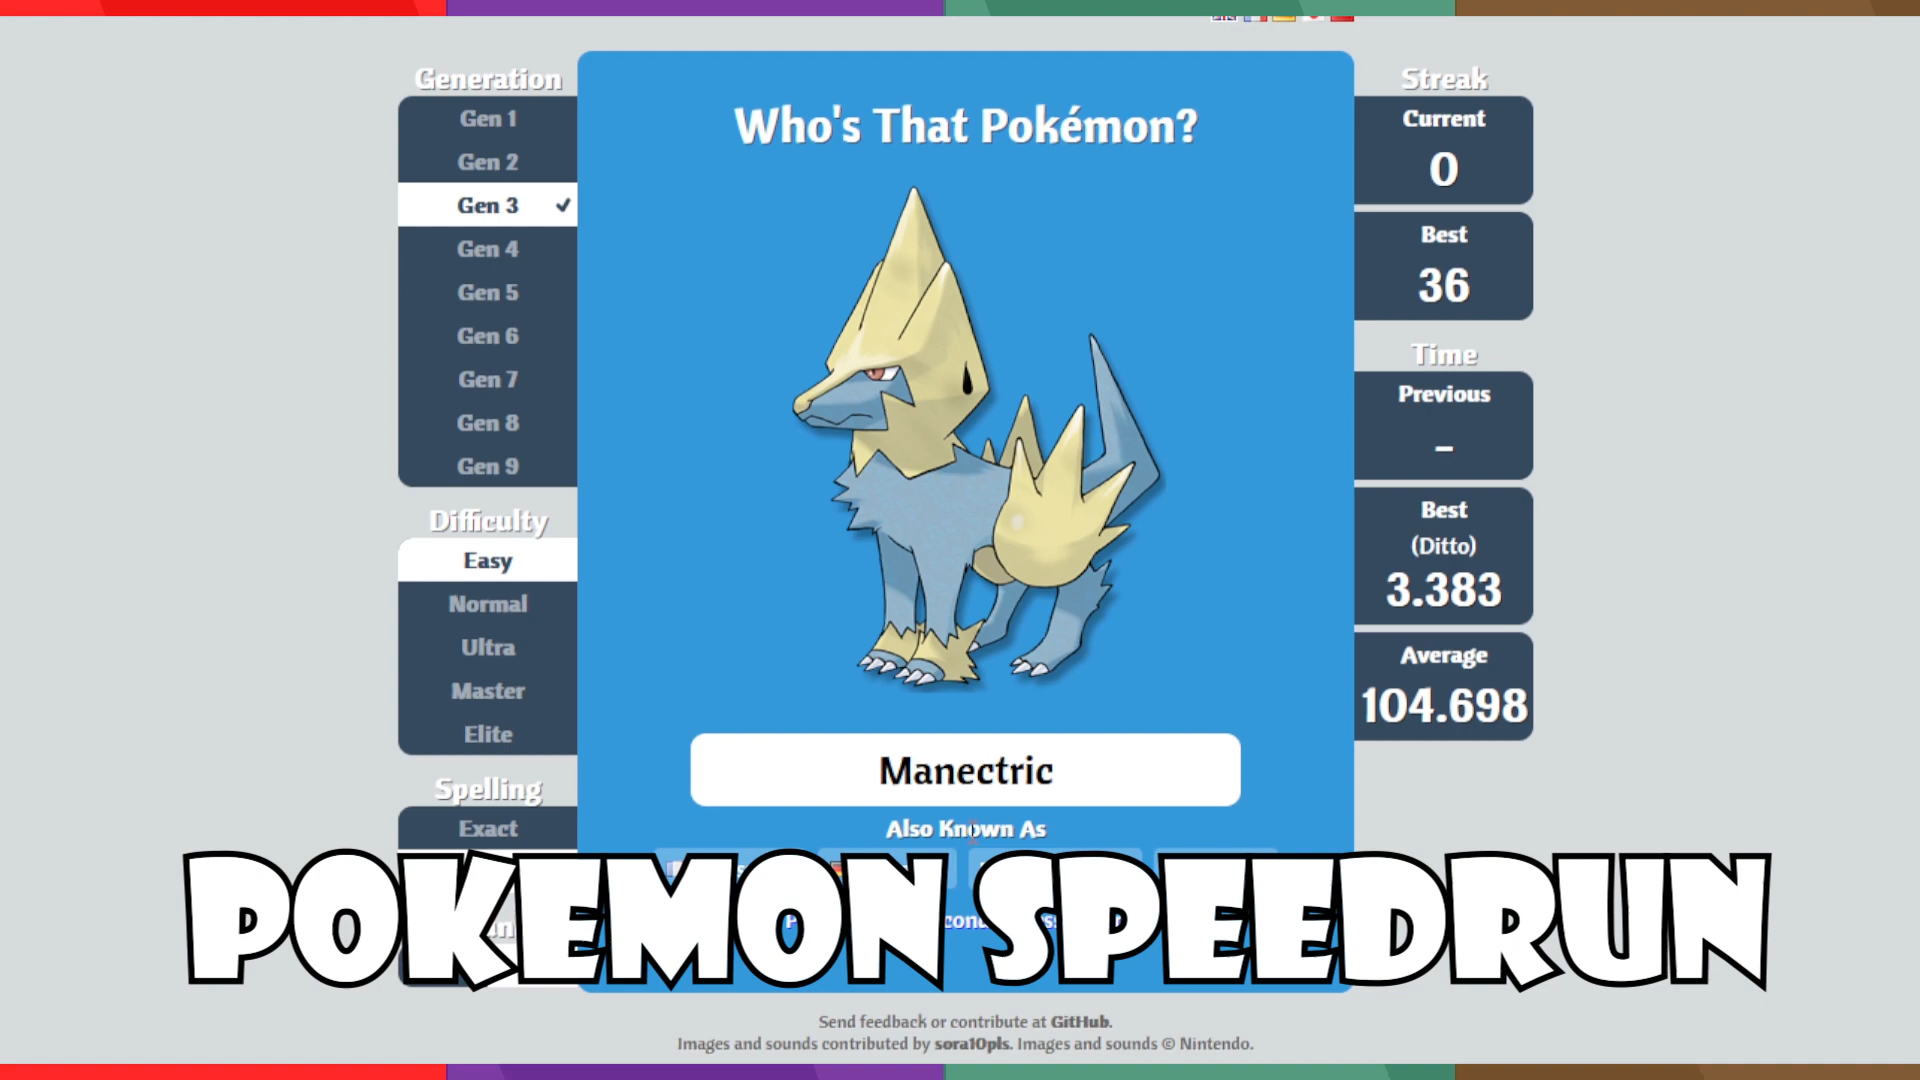 Generation
Gen 1
Gen 2
Gen 3 ✔
Gen 4
Gen 5
Gen 6
Gen 7
Gen 8
Gen 9
Difficulty
Easy
Normal
Ultra
Master
Elite
Spelling
Exact
Who's That Pokémon?
Manectric
Also Known As
Streak
Current
0
Best
36
Time
Previous
–
Best
(Ditto)
3.383
Average
104.698
POKEMON SPEEDRUN
Send feedback or contribute at GitHub.
Images and sounds contributed by sora10pls. Images and sounds © Nintendo.